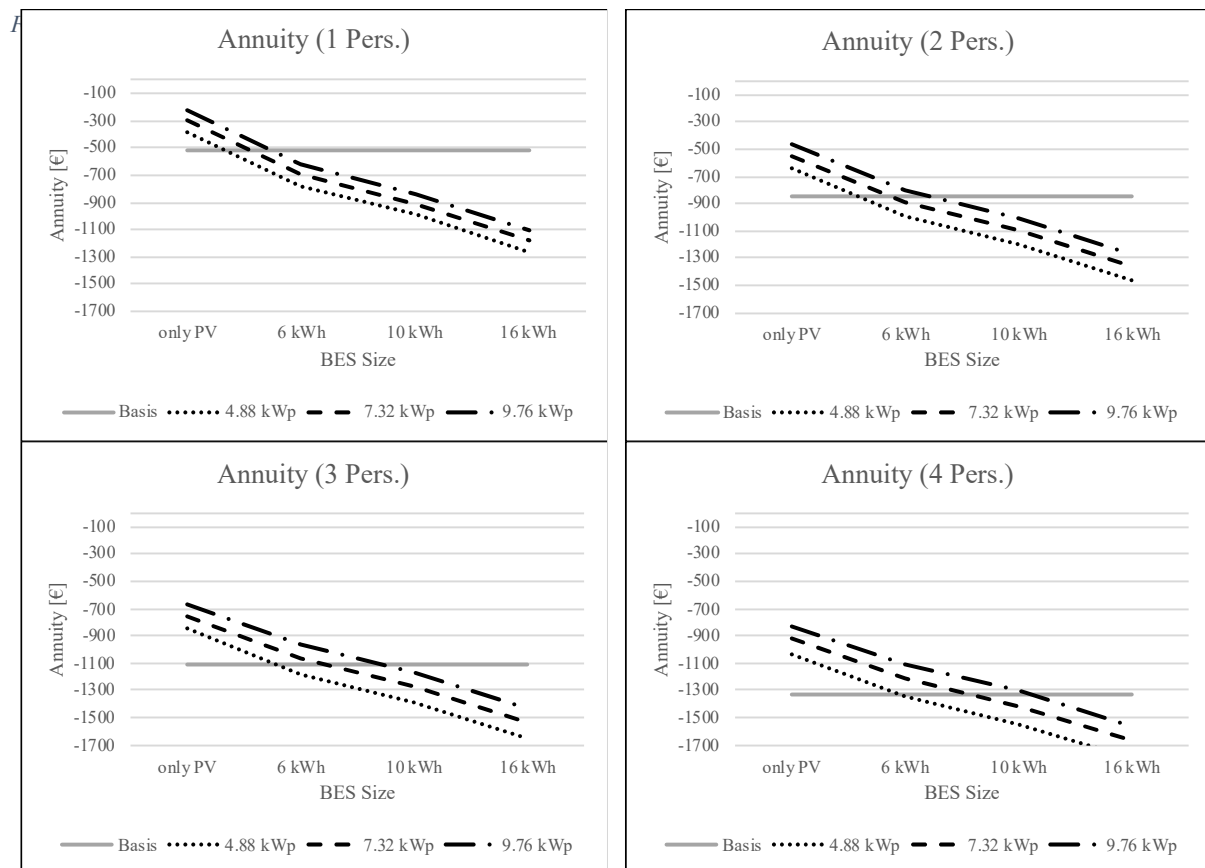 Annuity (1 Pers.)
-100
-300
-500
-700
-900
-1100
-1300
-1500
-1700
Annuity [€]
only PV 6 kWh 10 kWh 16 kWh
BES Size
Basis 4.88 kWp 7.32 kWp 9.76 kWp
Annuity (2 Pers.)
-100
-300
-500
-700
-900
-1100
-1300
-1500
-1700
Annuity [€]
only PV 6 kWh 10 kWh 16 kWh
BES Size
Basis 4.88 kWp 7.32 kWp 9.76 kWp
Annuity (3 Pers.)
-100
-300
-500
-700
-900
-1100
-1300
-1500
-1700
Annuity [€]
only PV 6 kWh 10 kWh 16 kWh
BES Size
Basis 4.88 kWp 7.32 kWp 9.76 kWp
Annuity (4 Pers.)
-100
-300
-500
-700
-900
-1100
-1300
-1500
-1700
Annuity [€]
only PV 6 kWh 10 kWh 16 kWh
BES Size
Basis 4.88 kWp 7.32 kWp 9.76 kWp